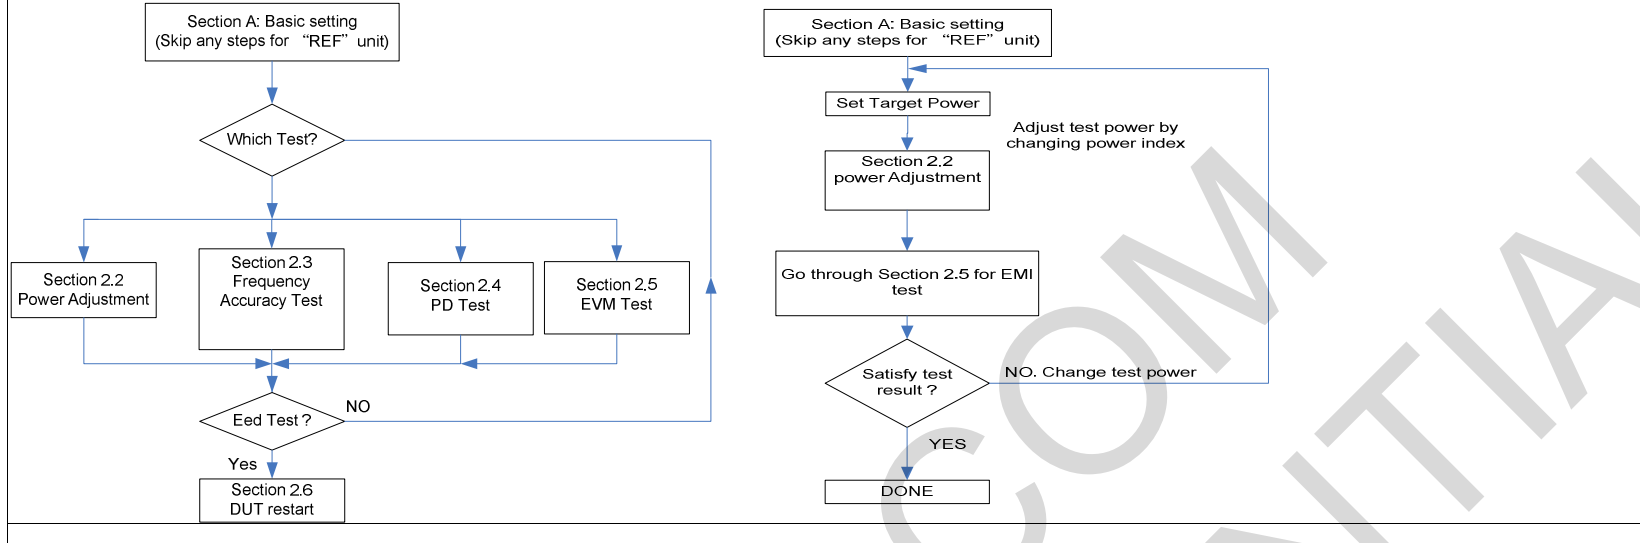 Section A: Basic setting
(Skip any steps for “REF” unit)
Which Test?
Section 2.2
Power Adjustment
Section 2.3
Frequency
Accuracy Test
Section 2.4
PD Test
Section 2.5
EVM Test
Eed Test ?
NO
Yes
Section 2.6
DUT restart
Section A: Basic setting
(Skip any steps for “REF” unit)
Set Target Power
Adjust test power by
changing power index
Section 2.2
power Adjustment
Go through Section 2.5 for EMI
test
Satisfy test
result ?
NO. Change test power
YES
DONE
COM
NTIAL